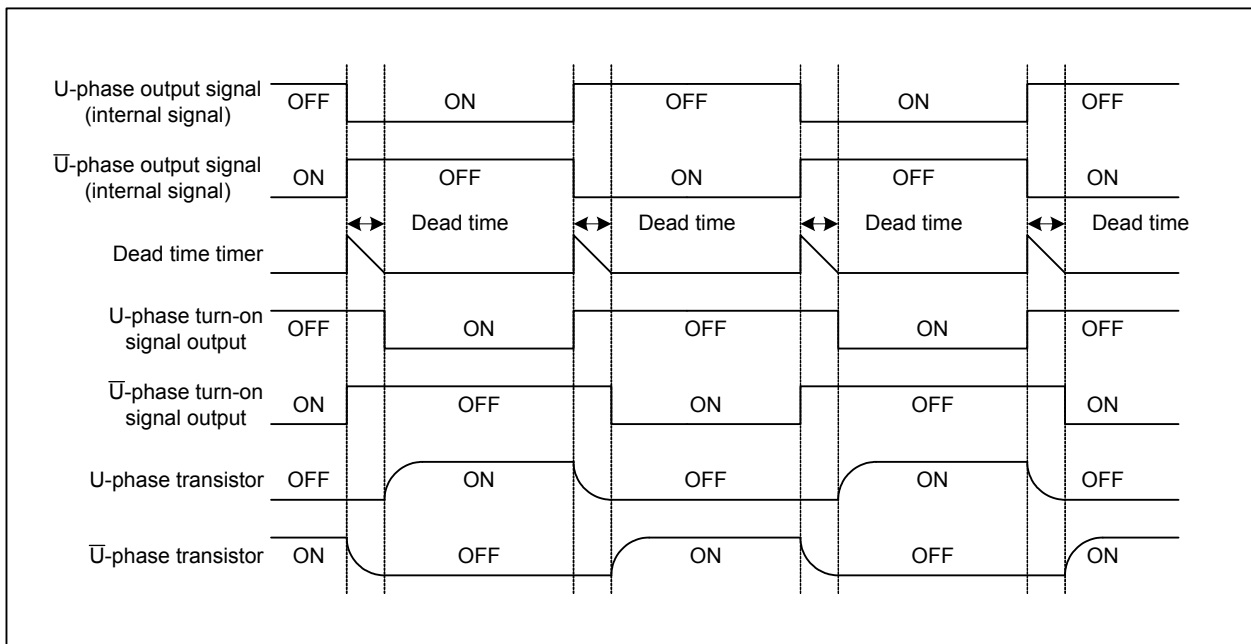 U-phase output signal
(internal signal)
OFF ON OFF ON OFF
U̅-phase output signal
(internal signal)
ON OFF ON OFF ON
Dead time Dead time Dead time Dead time
Dead time timer
U-phase turn-on
signal output
OFF ON OFF ON OFF
U̅-phase turn-on
signal output
ON OFF ON OFF ON
U-phase transistor OFF ON OFF ON OFF
U̅-phase transistor ON OFF ON OFF ON